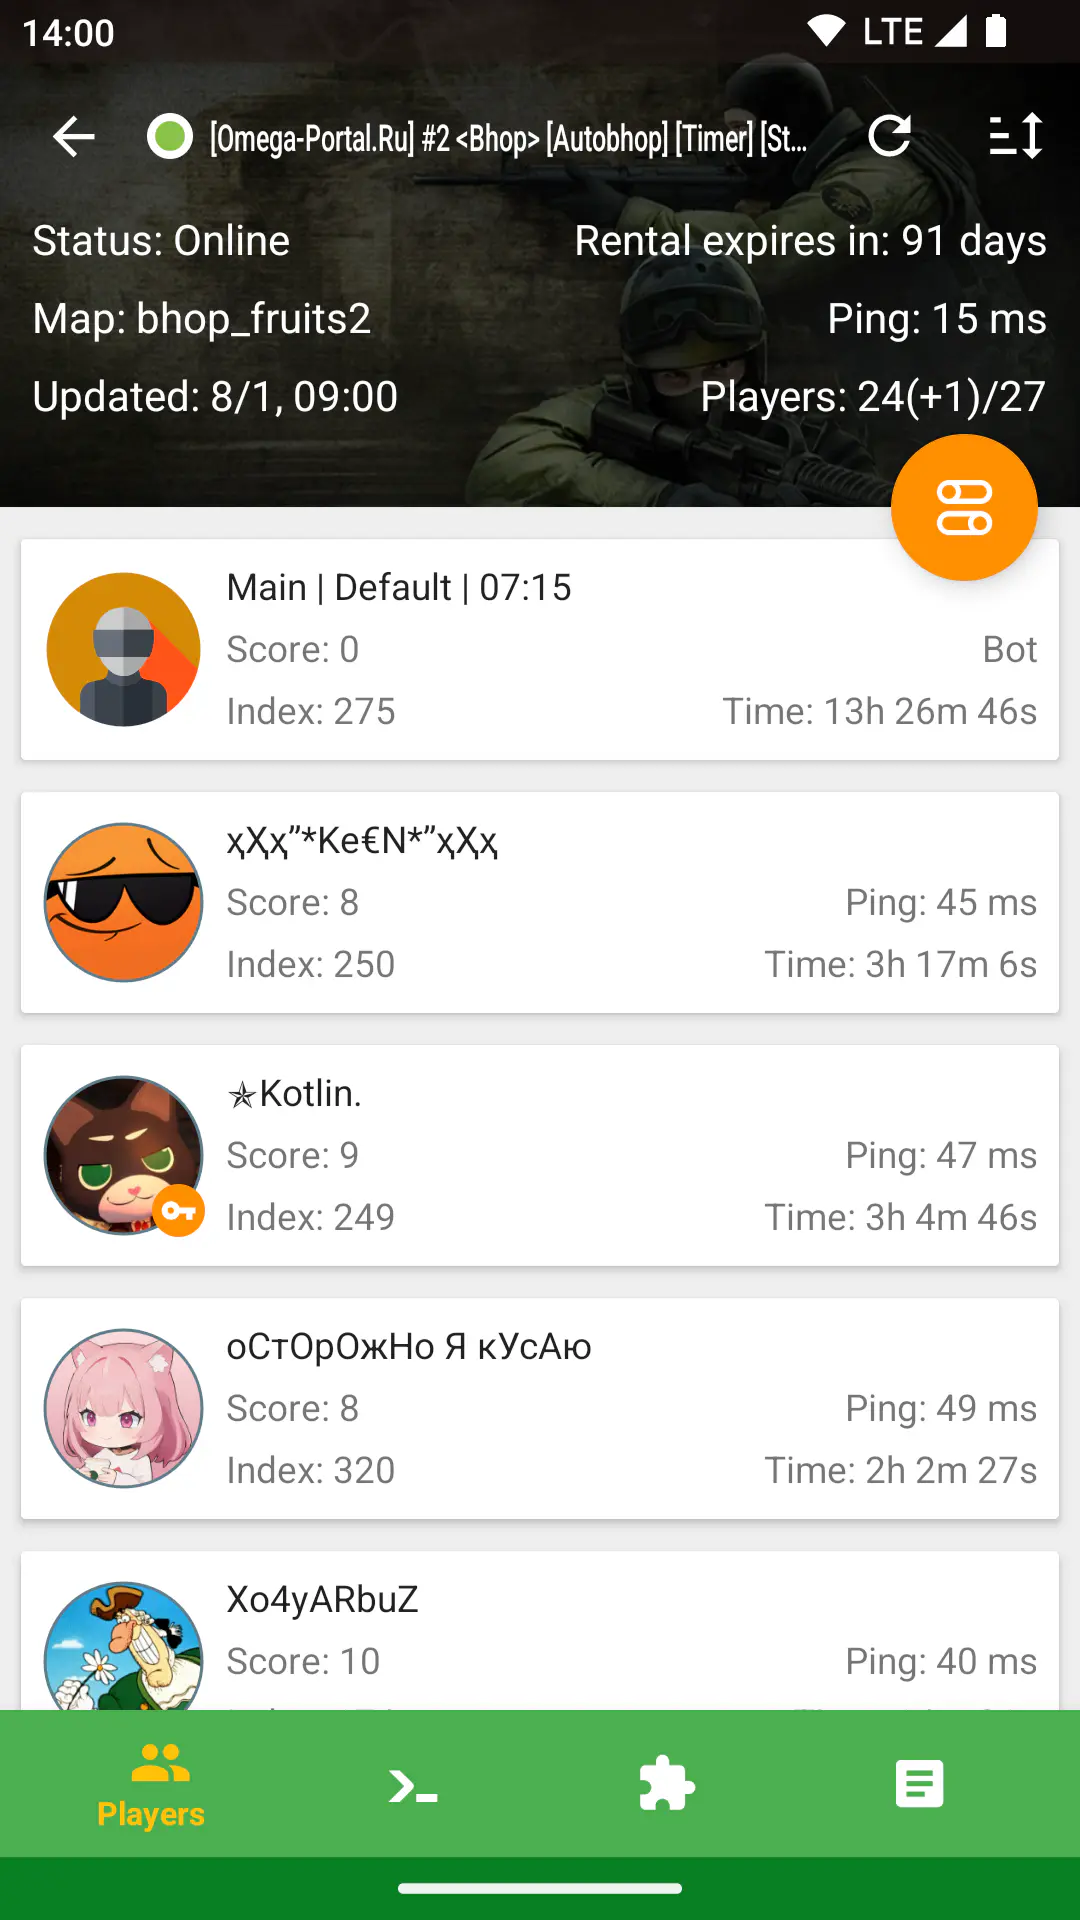 14:00
LTE
[Omega-Portal.Ru] #2 <Bhop> [Autobhop] [Timer] [St...
Status: Online
Rental expires in: 91 days
Map: bhop_fruits2
Ping: 15 ms
Updated: 8/1, 09:00
Players: 24(+1)/27
Main | Default | 07:15
Score: 0
Bot
Index: 275
Time: 13h 26m 46s
ҳҲҳ”*Ke€N*”ҳҲҳ
Score: 8
Ping: 45 ms
Index: 250
Time: 3h 17m 6s
✯Kotlin.
Score: 9
Ping: 47 ms
Index: 249
Time: 3h 4m 46s
оСтОрОжНо Я кУсАю
Score: 8
Ping: 49 ms
Index: 320
Time: 2h 2m 27s
Xo4yARbuZ
Score: 10
Ping: 40 ms
Players